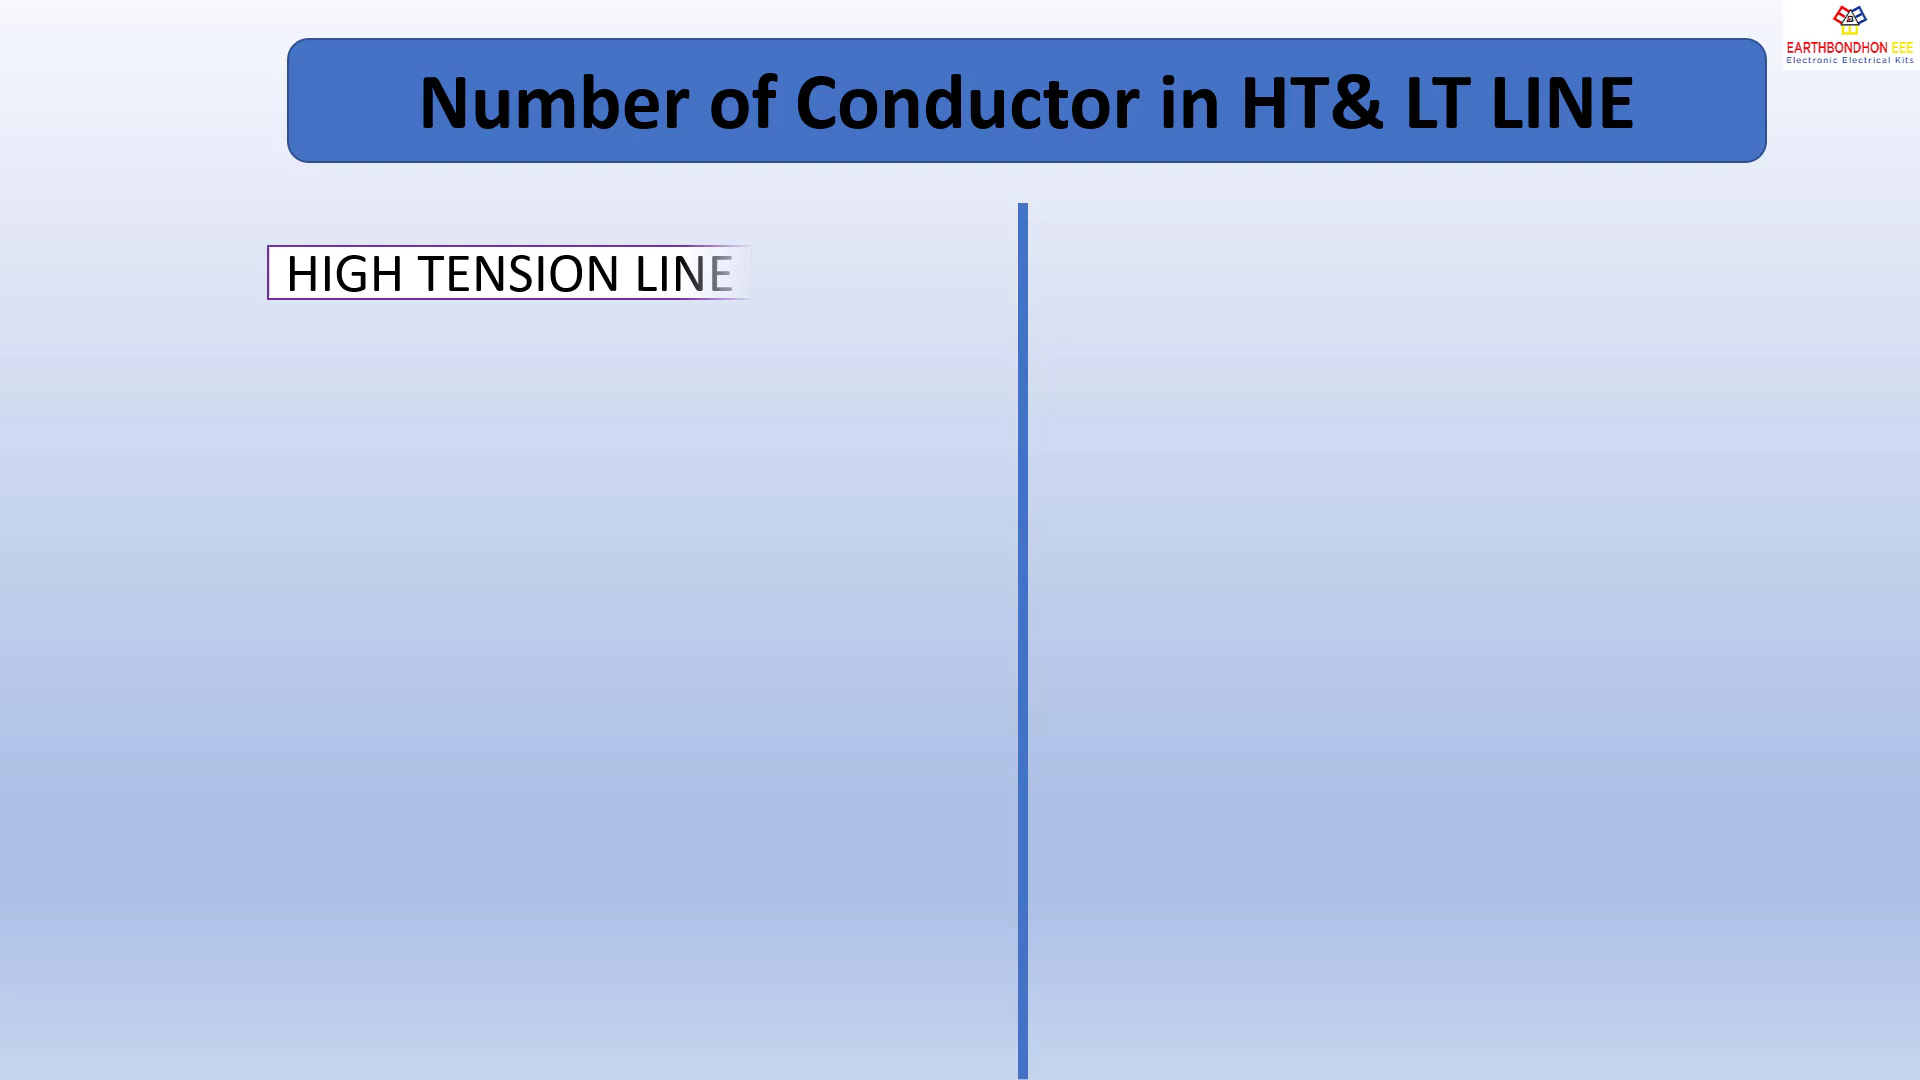 EARTHBONDHON EEE
Electronic Electrical Kits
Number of Conductor in HT& LT LINE
HIGH TENSION LINE